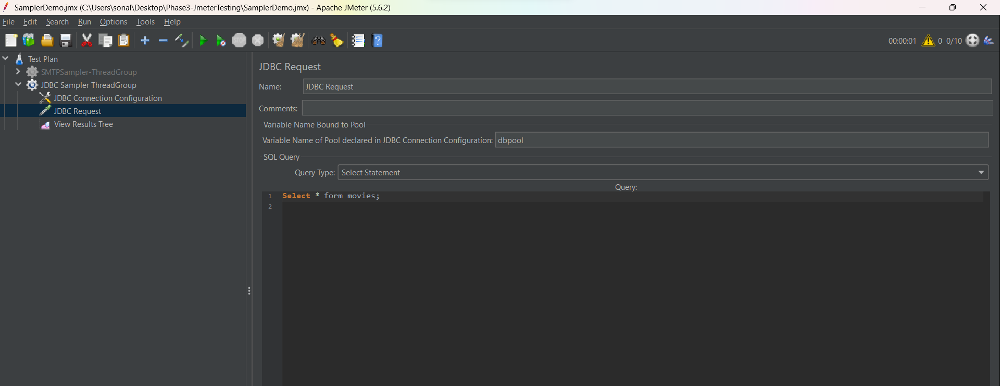 SamplerDemo.jmx (C:\Users\sonal\Desktop\Phase3-JmeterTesting\SamplerDemo.jmx) - Apache JMeter (5.6.2)
File Edit Search Run Options Tools Help
STOP 00:00:01 0 0/10
Test Plan
SMTPSampler-ThreadGroup
JDBC Sampler ThreadGroup
JDBC Connection Configuration
JDBC Request
View Results Tree
JDBC Request
Name: JDBC Request
Comments:
Variable Name Bound to Pool
Variable Name of Pool declared in JDBC Connection Configuration: dbpool
SQL Query
Query Type: Select Statement
Query:
1 Select * form movies;
2